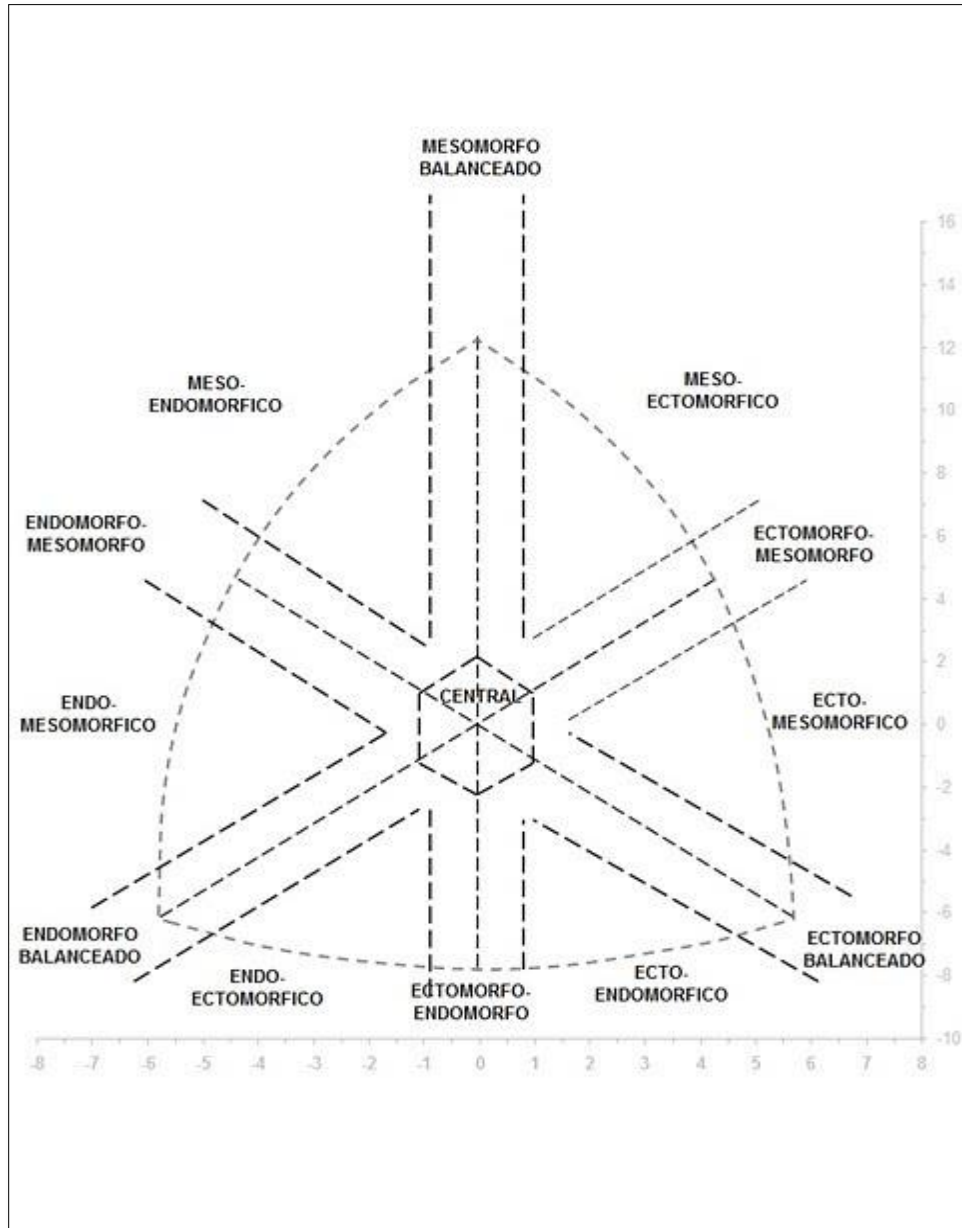 MESOMORFO
BALANCEADO
16
14
12
MESO-
ENDOMORFICO
MESO-
ECTOMORFICO
10
8
ENDOMORFO-
MESOMORFO
ECTOMORFO-
MESOMORFO
6
4
2
CENTRAL
ENDO-
MESOMORFICO
ECTO-
MESOMORFICO
0
-2
-4
-6
ENDOMORFO
BALANCEADO
ECTOMORFO
BALANCEADO
ENDO-
ECTOMORFICO
ECTOMORFO-
ENDOMORFO
ECTO-
ENDOMORFICO
-8
-10
-8 -7 -6 -5 -4 -3 -2 -1 0 1 2 3 4 5 6 7 8